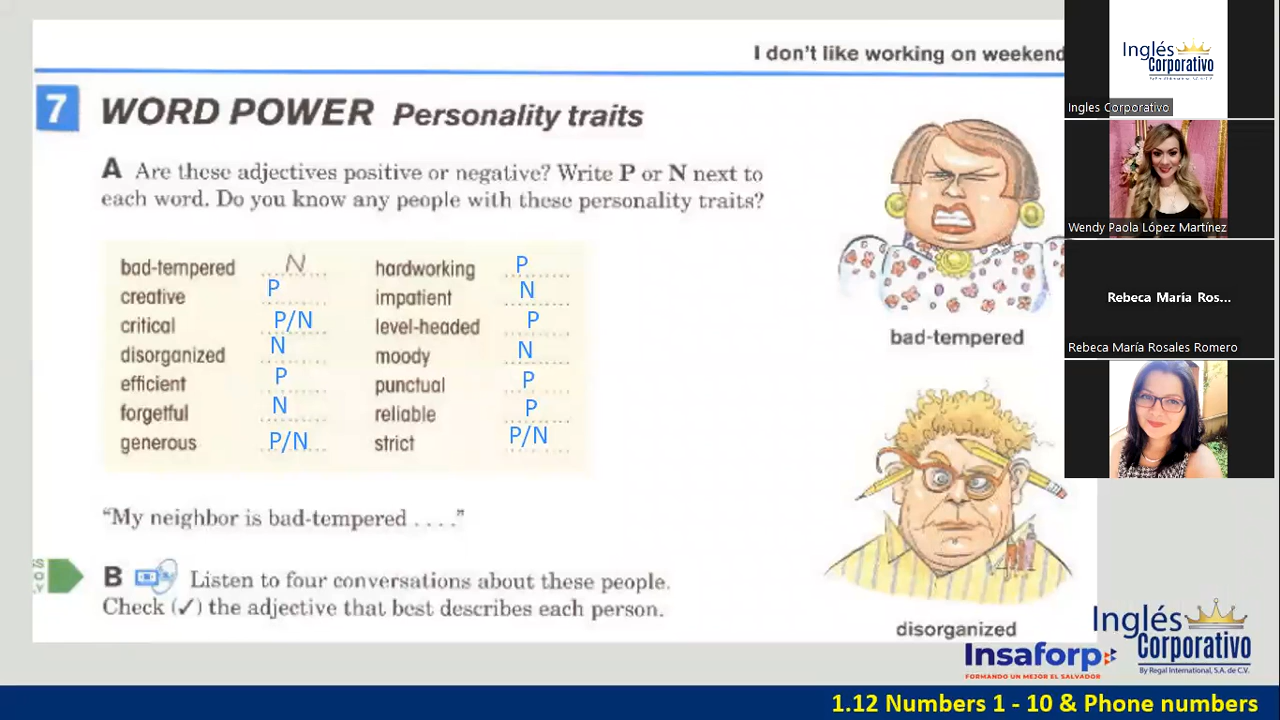 I don't like working on weekend
7 WORD POWER Personality traits
A Are these adjectives positive or negative? Write P or N next to
each word. Do you know any people with these personality traits?
bad-tempered N hardworking P
creative P impatient N
critical P/N level-headed P
disorganized N moody N
efficient P punctual P
forgetful N reliable P
generous P/N strict P/N
"My neighbor is bad-tempered . . . ."
B Listen to four conversations about these people.
Check (✓) the adjective that best describes each person.
bad-tempered
disorganized
Inglés
Corporativo
By Regal International, S.A. de C.V.
Insaforp
FORMANDO UN MEJOR EL SALVADOR
1.12 Numbers 1 - 10 & Phone numbers
Inglés
Corporativo
Ingles Corporativo
Wendy Paola López Martínez
Rebeca María Ros...
Rebeca María Rosales Romero